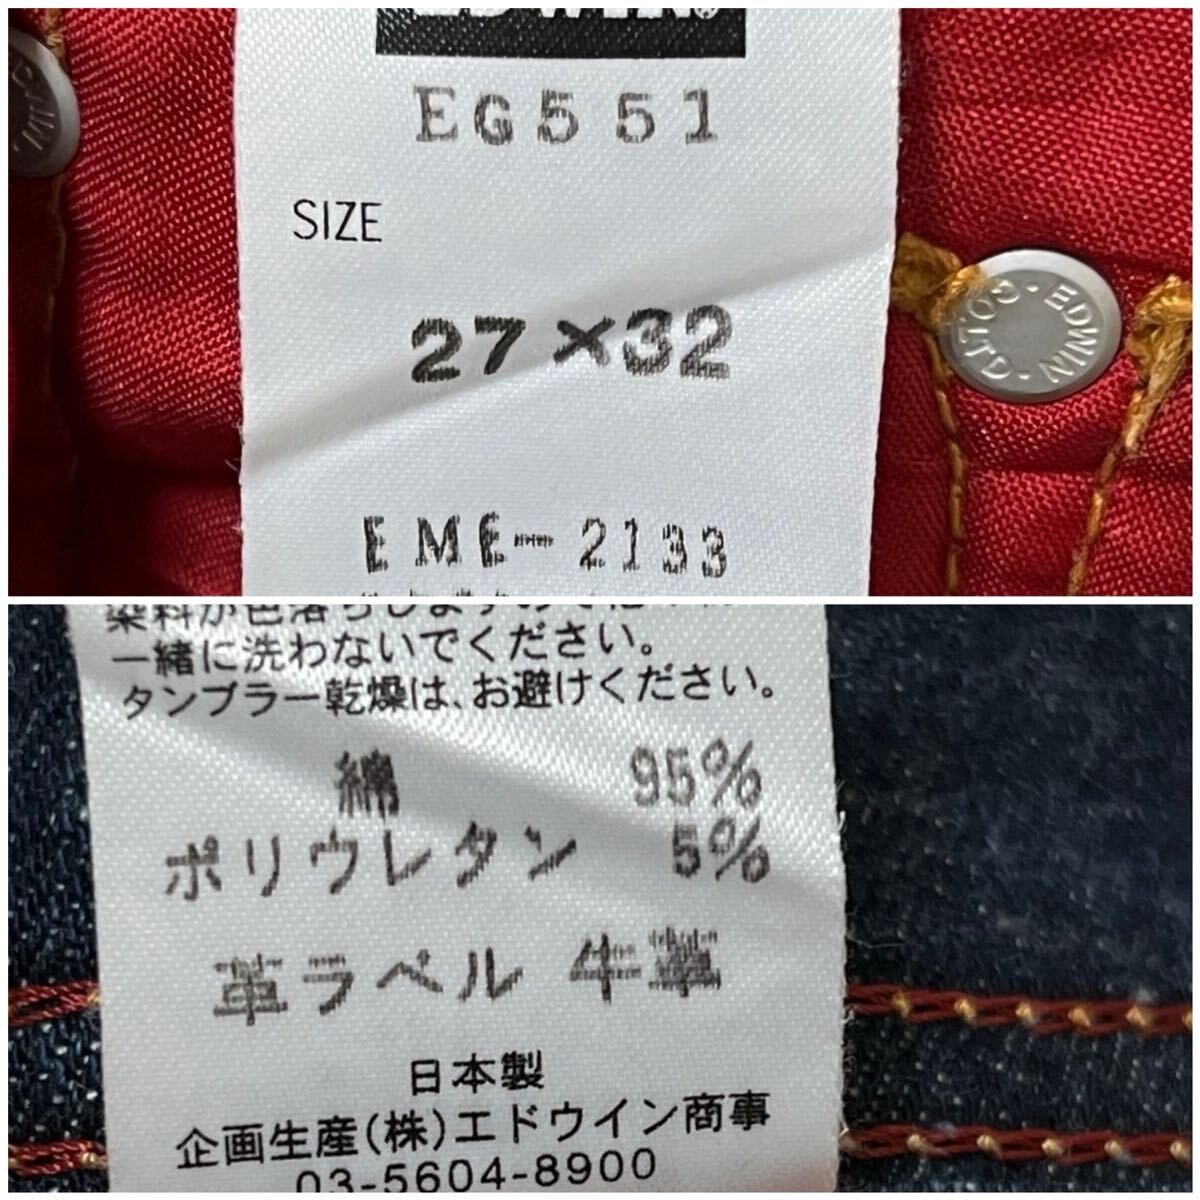 EDWIN.
EG551
SIZE
27×32
EME-2133
EDWIN CO. LTD.
一緒に洗わないでください。
タンブラー乾燥は、お避けください。
綿 95%
ポリウレタン 5%
革ラベル 牛革
日本製
企画生産(株)エドウイン商事
03-5604-8900